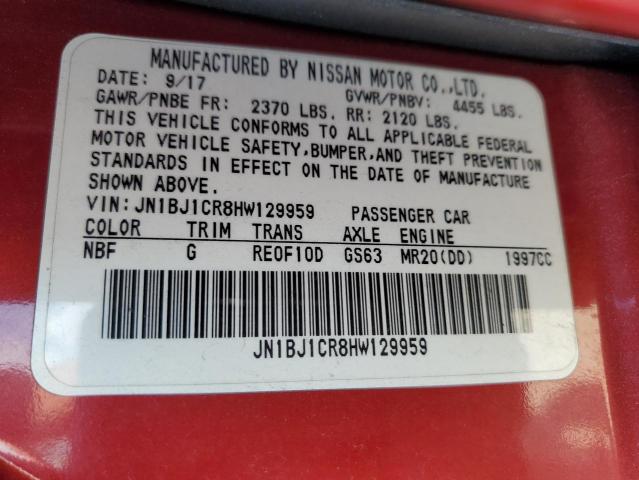 MANUFACTURED BY NISSAN MOTOR CO.,LTD.
DATE: 9/17 GVWR/PNBV: 4455 LBS.
GAWR/PNBE FR: 2370 LBS. RR: 2120 LBS.
THIS VEHICLE CONFORMS TO ALL APPLICABLE FEDERAL
MOTOR VEHICLE SAFETY,BUMPER,AND THEFT PREVENTION
STANDARDS IN EFFECT ON THE DATE OF MANUFACTURE
SHOWN ABOVE.
VIN:JN1BJ1CR8HW129959 PASSENGER CAR
COLOR TRIM TRANS AXLE ENGINE
NBF G RE0F10D GS63 MR20(DD) 1997CC
JN1BJ1CR8HW129959